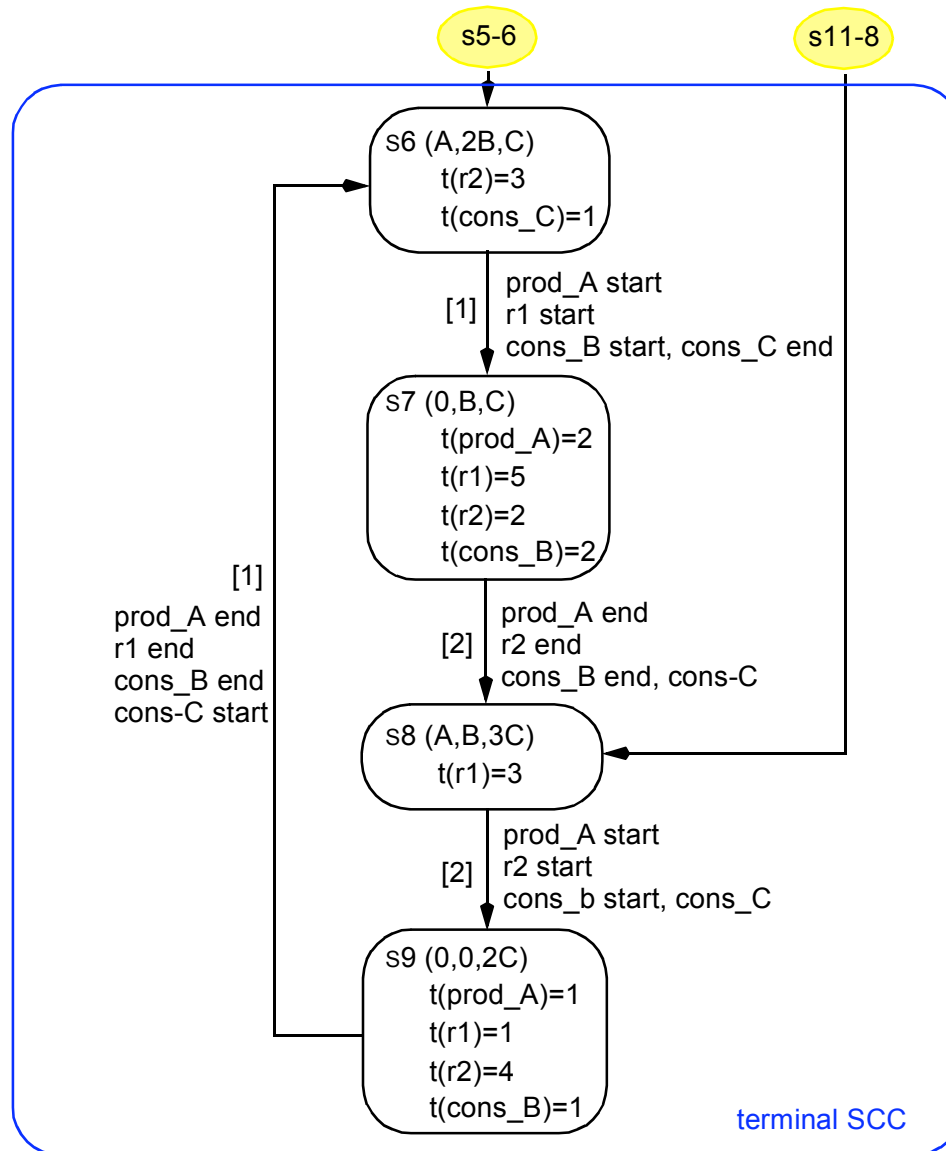 s5-6
s11-8
s6 (A,2B,C)
t(r2)=3
t(cons_C)=1
[1]
prod_A start
r1 start
cons_B start, cons_C end
s7 (0,B,C)
t(prod_A)=2
t(r1)=5
t(r2)=2
t(cons_B)=2
[1]
prod_A end
r1 end
cons_B end
cons-C start
[2]
prod_A end
r2 end
cons_B end, cons-C
s8 (A,B,3C)
t(r1)=3
[2]
prod_A start
r2 start
cons_b start, cons_C
s9 (0,0,2C)
t(prod_A)=1
t(r1)=1
t(r2)=4
t(cons_B)=1
terminal SCC